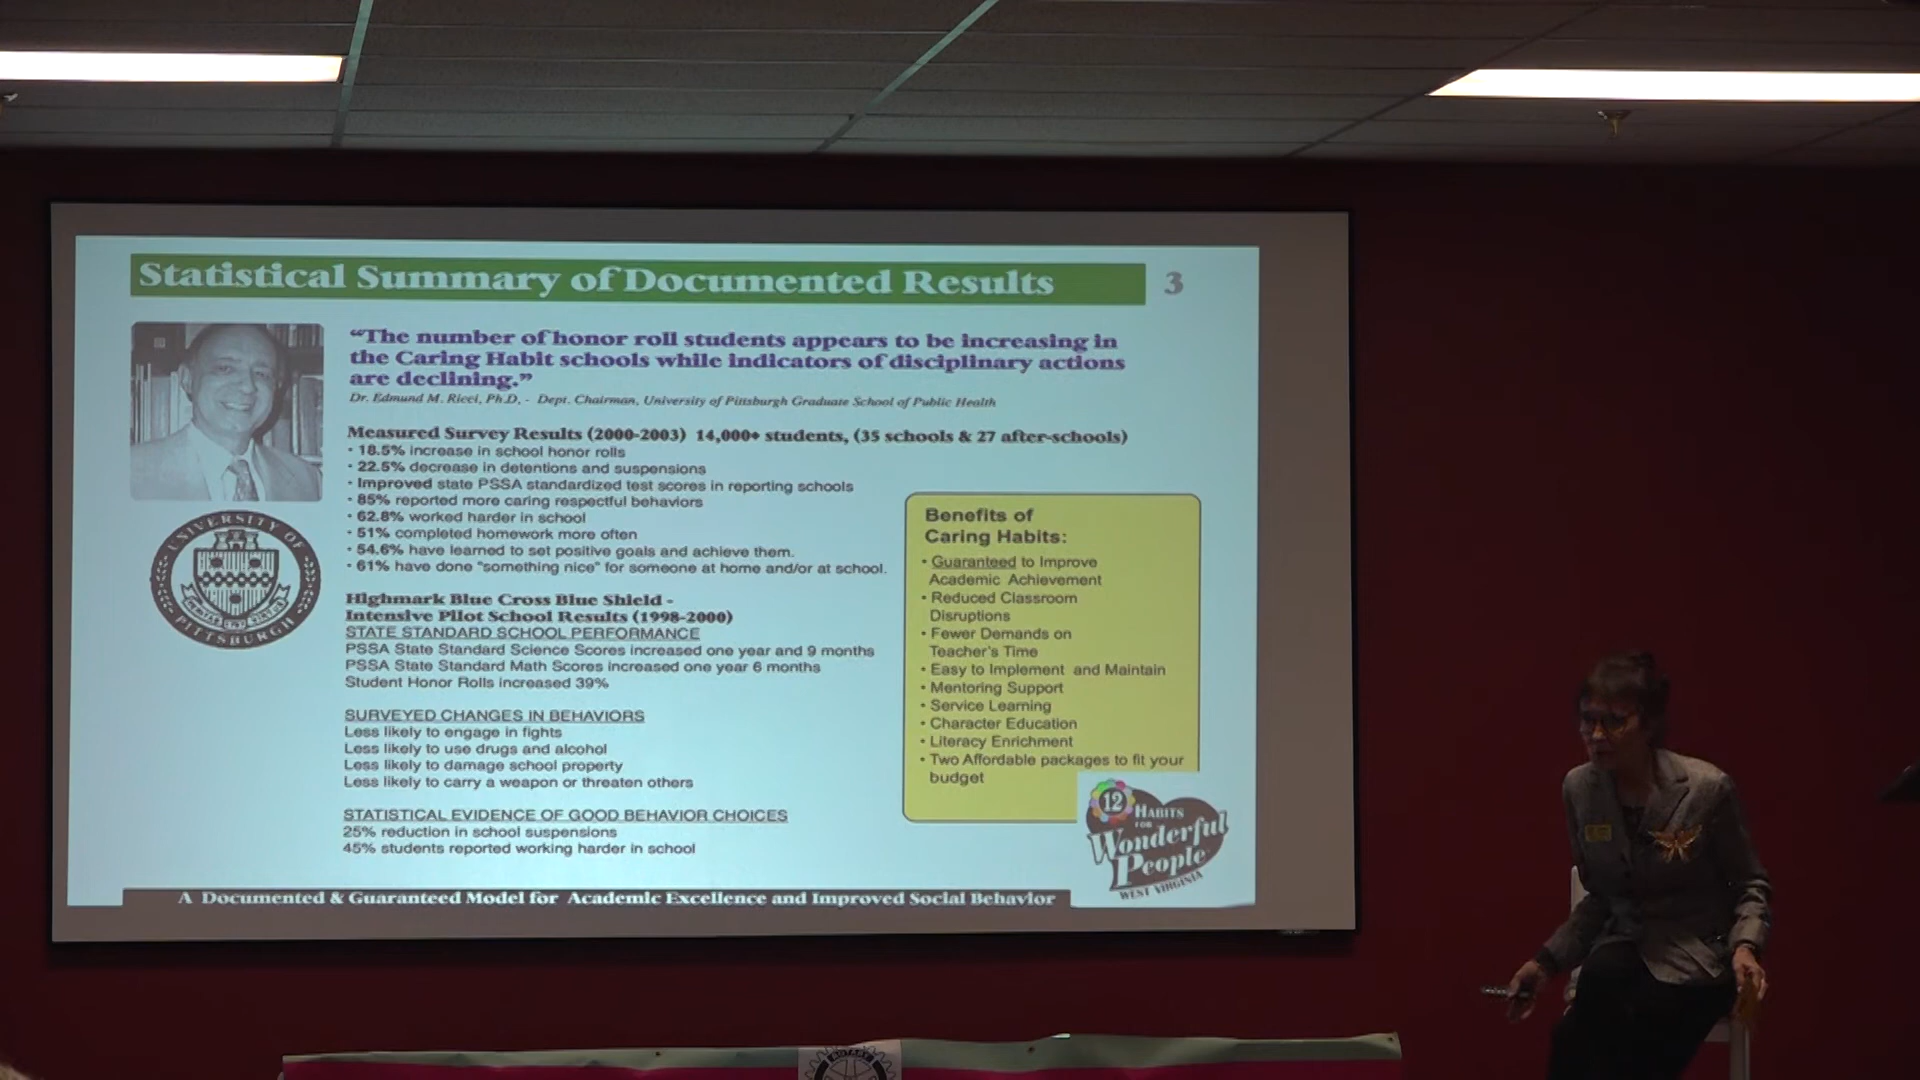 Statistical Summary of Documented Results
3
“The number of honor roll students appears to be increasing in
the Caring Habit schools while indicators of disciplinary actions
are declining.”
Dr. Edmund M. Ricci, Ph.D, - Dept. Chairman, University of Pittsburgh Graduate School of Public Health
Measured Survey Results (2000-2003) 14,000+ students, (35 schools & 27 after-schools)
• 18.5% increase in school honor rolls
• 22.5% decrease in detentions and suspensions
• Improved state PSSA standardized test scores in reporting schools
• 85% reported more caring respectful behaviors
• 62.8% worked harder in school
• 51% completed homework more often
• 54.6% have learned to set positive goals and achieve them.
• 61% have done "something nice" for someone at home and/or at school.
UNIVERSITY OF
PITTSBURGH
Highmark Blue Cross Blue Shield -
Intensive Pilot School Results (1998-2000)
STATE STANDARD SCHOOL PERFORMANCE
PSSA State Standard Science Scores increased one year and 9 months
PSSA State Standard Math Scores increased one year 6 months
Student Honor Rolls increased 39%
SURVEYED CHANGES IN BEHAVIORS
Less likely to engage in fights
Less likely to use drugs and alcohol
Less likely to damage school property
Less likely to carry a weapon or threaten others
STATISTICAL EVIDENCE OF GOOD BEHAVIOR CHOICES
25% reduction in school suspensions
45% students reported working harder in school
Benefits of
Caring Habits:
• Guaranteed to Improve
Academic Achievement
• Reduced Classroom
Disruptions
• Fewer Demands on
Teacher's Time
• Easy to Implement and Maintain
• Mentoring Support
• Service Learning
• Character Education
• Literacy Enrichment
• Two Affordable packages to fit your
budget
12
HABITS
FOR
Wonderful
People
WEST VIRGINIA
A Documented & Guaranteed Model for Academic Excellence and Improved Social Behavior
ROTARY